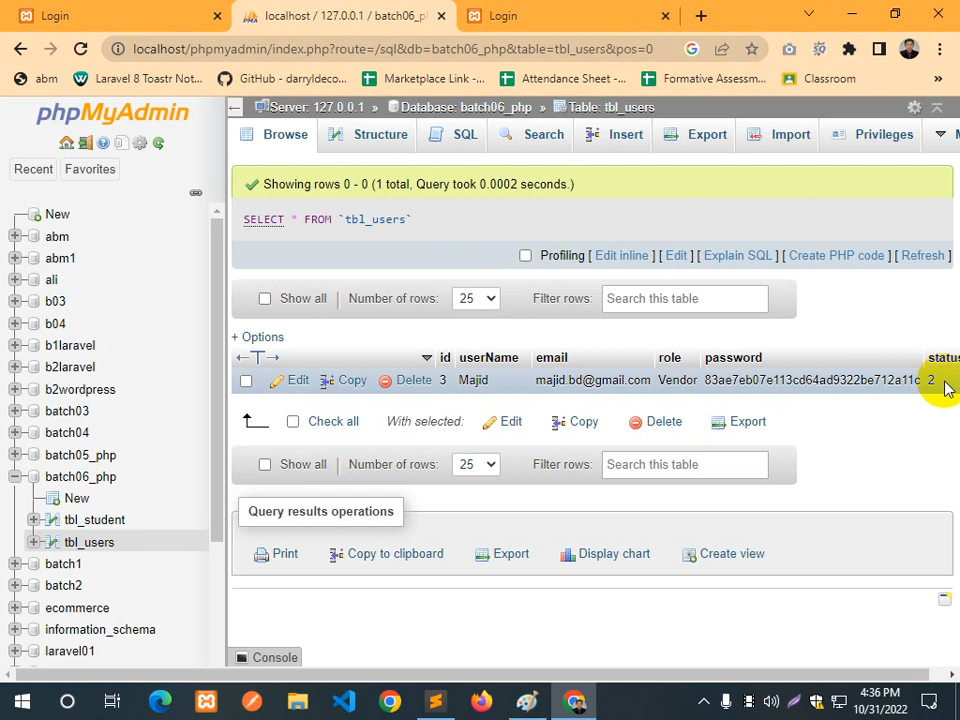 Login
localhost / 127.0.0.1 / batch06_p
Login
localhost/phpmyadmin/index.php?route=/sql&db=batch06_php&table=tbl_users&pos=0
abm
Laravel 8 Toastr Not...
GitHub - darryldeco...
Marketplace Link -...
Attendance Sheet -...
Formative Assessm...
Classroom
»
phpMyAdmin
Recent
Favorites
New
abm
abm1
ali
b03
b04
b1laravel
b2laravel
b2wordpress
batch03
batch04
batch05_php
batch06_php
New
tbl_student
tbl_users
batch1
batch2
ecommerce
information_schema
laravel01
Server: 127.0.0.1 » Database: batch06_php » Table: tbl_users
Browse Structure SQL Search Insert Export Import Privileges
Showing rows 0 - 0 (1 total, Query took 0.0002 seconds.)
SELECT * FROM `tbl_users`
Profiling [ Edit inline ] [ Edit ] [ Explain SQL ] [ Create PHP code ] [ Refresh ]
Show all Number of rows: 25 Filter rows: Search this table
+ Options
id userName email role password status
Edit Copy Delete 3 Majid majid.bd@gmail.com Vendor 83ae7eb07e113cd64ad9322be712a11c 2
Check all With selected: Edit Copy Delete Export
Show all Number of rows: 25 Filter rows: Search this table
Query results operations
Print Copy to clipboard Export Display chart Create view
Console
4:36 PM
10/31/2022